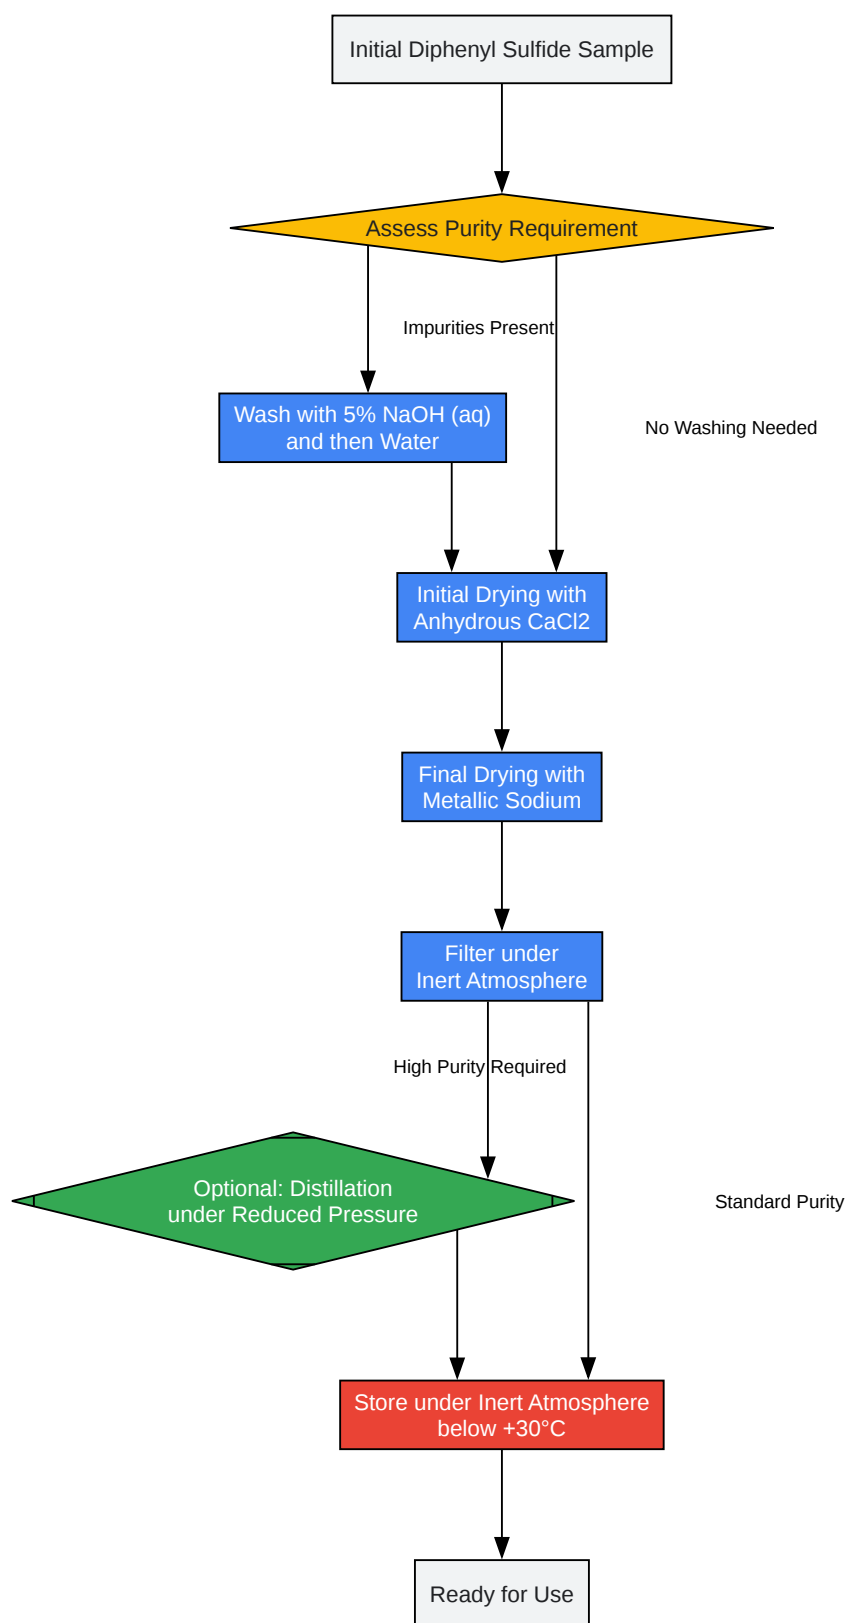 Initial Diphenyl Sulfide Sample
Assess Purity Requirement
Impurities Present
Wash with 5% NaOH (aq)
and then Water
No Washing Needed
Initial Drying with
Anhydrous CaCl2
Final Drying with
Metallic Sodium
Filter under
Inert Atmosphere
High Purity Required
Optional: Distillation
under Reduced Pressure
Standard Purity
Store under Inert Atmosphere
below +30°C
Ready for Use